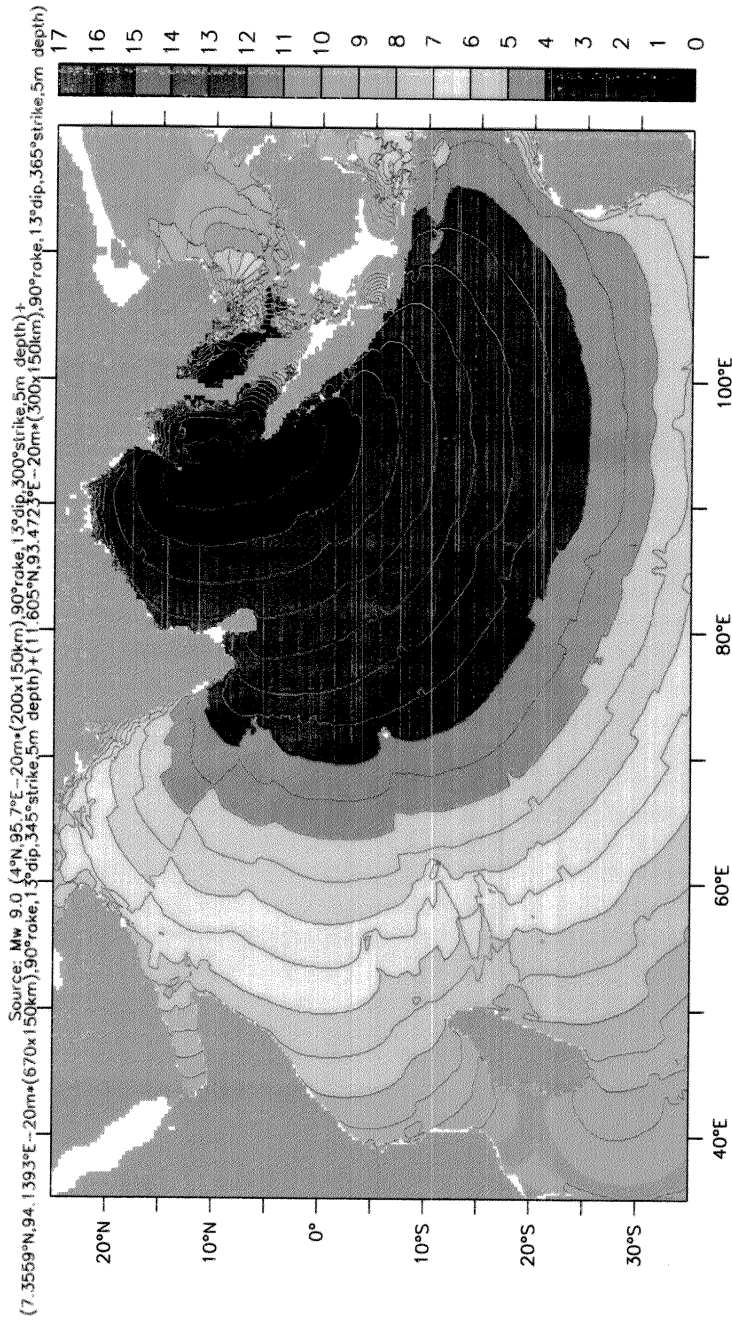 Source: Mw 9.0 (4°N,95.7°E-20m*(200x150km),90°rake,13°dip,300°strike,5m depth)+
(7.3559°N,94.1393°E-20m*(670x150km),90°rake,13°dip,345°strike,5m depth)+(11.605°N,93.4723°E-20m*(300x150km),90°rake,13°dip,365°strike,5m depth)
17
16
15
14
13
12
11
10
9
8
7
6
5
4
3
2
1
0
20°N
10°N
0°
10°S
20°S
30°S
40°E
60°E
80°E
100°E